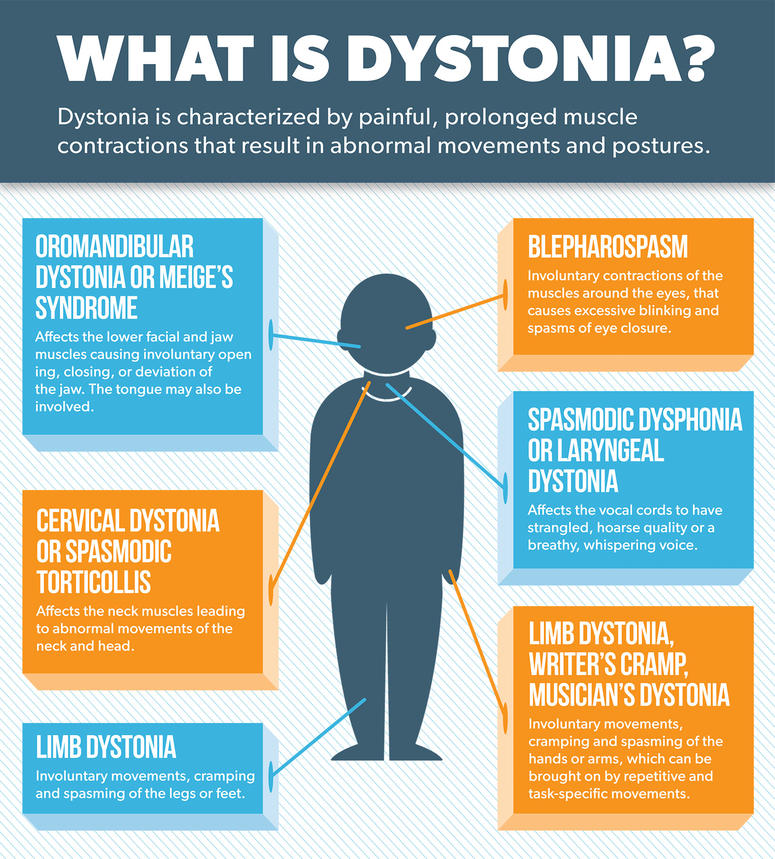 WHAT IS DYSTONIA?
Dystonia is characterized by painful, prolonged muscle
contractions that result in abnormal movements and postures.
OROMANDIBULAR
DYSTONIA OR MEIGE'S
SYNDROME
Affects the lower facial and jaw
muscles causing involuntary open
ing, closing, or deviation of
the jaw. The tongue may also be
involved.
CERVICAL DYSTONIA
OR SPASMODIC
TORTICOLLIS
Affects the neck muscles leading
to abnormal movements of the
neck and head.
LIMB DYSTONIA
Involuntary movements, cramping
and spasming of the legs or feet.
BLEPHAROSPASM
Involuntary contractions of the
muscles around the eyes, that
causes excessive blinking and
spasms of eye closure.
SPASMODIC DYSPHONIA
OR LARYNGEAL
DYSTONIA
Affects the vocal cords to have
strangled, hoarse quality or a
breathy, whispering voice.
LIMB DYSTONIA,
WRITER'S CRAMP,
MUSICIAN'S DYSTONIA
Involuntary movements,
cramping and spasming of the
hands or arms, which can be
brought on by repetitive and
task-specific movements.